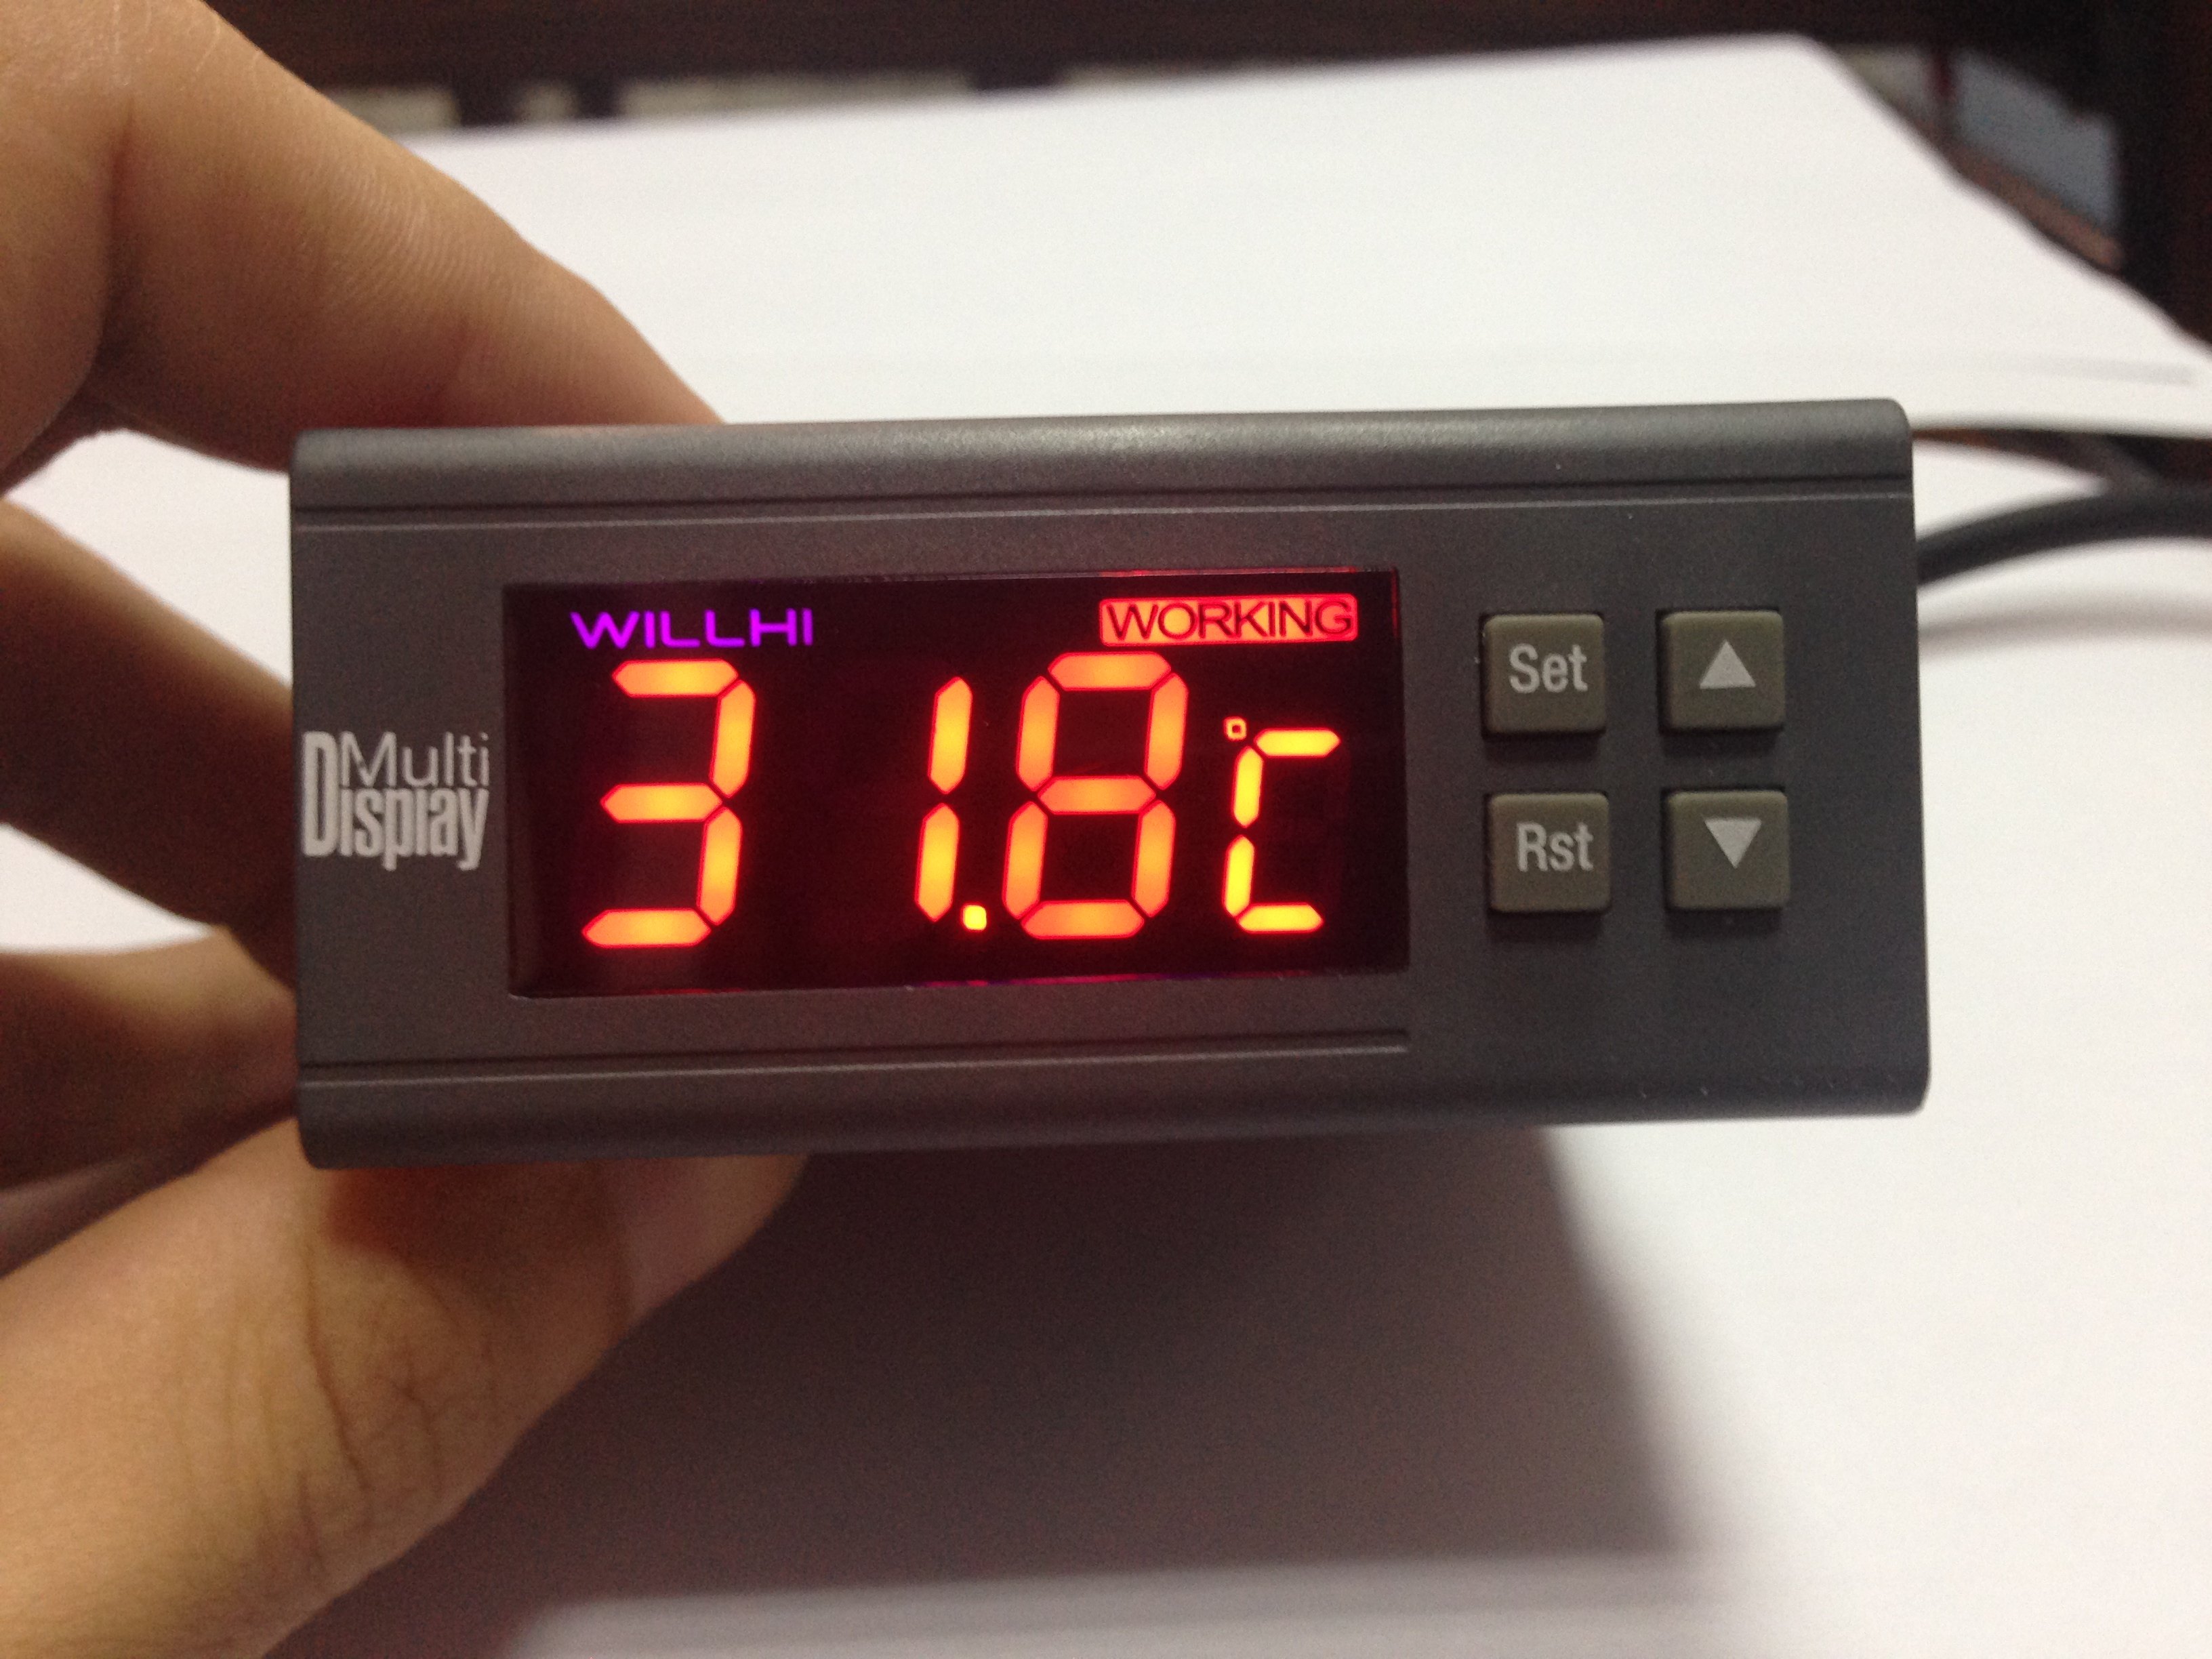 WILLHI WORKING
Multi
Display
31.8°C
Set ▲
Rst ▼